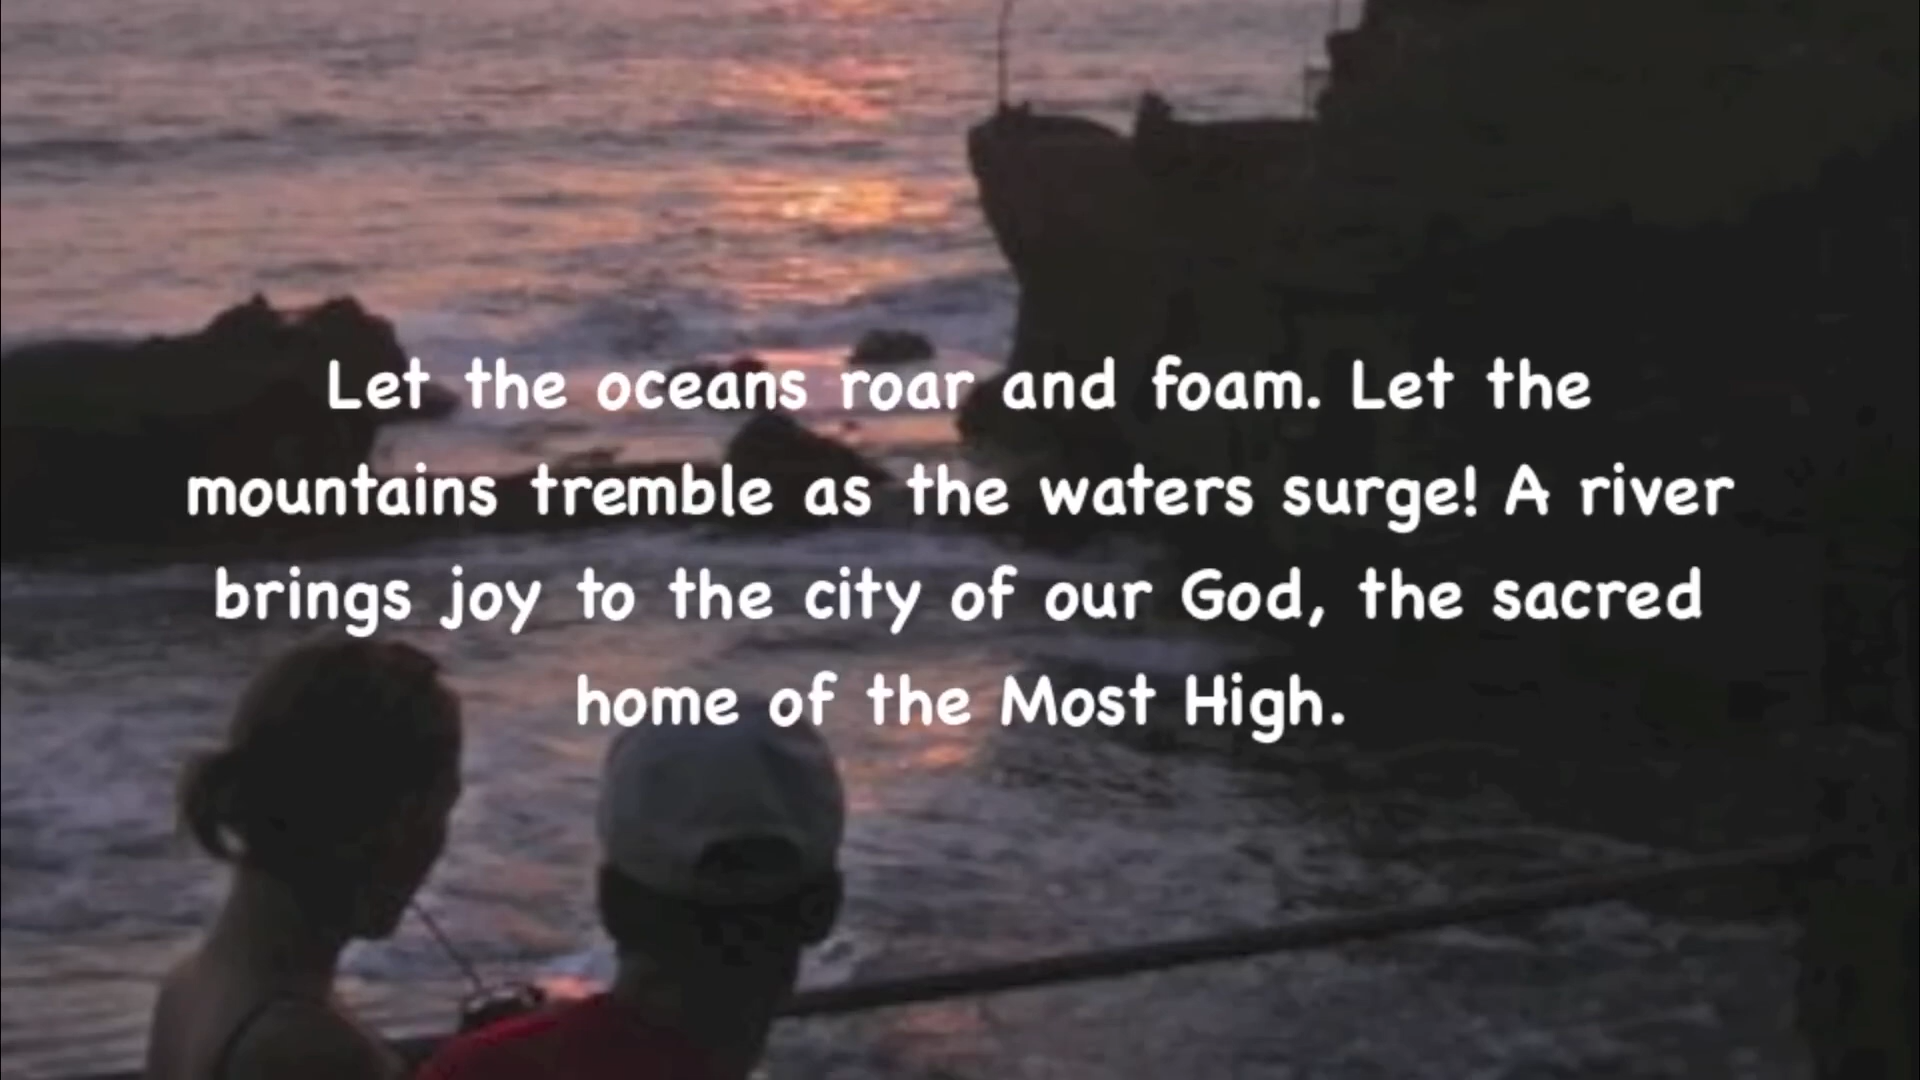 Let the oceans roar and foam. Let the
mountains tremble as the waters surge! A river
brings joy to the city of our God, the sacred
home of the Most High.